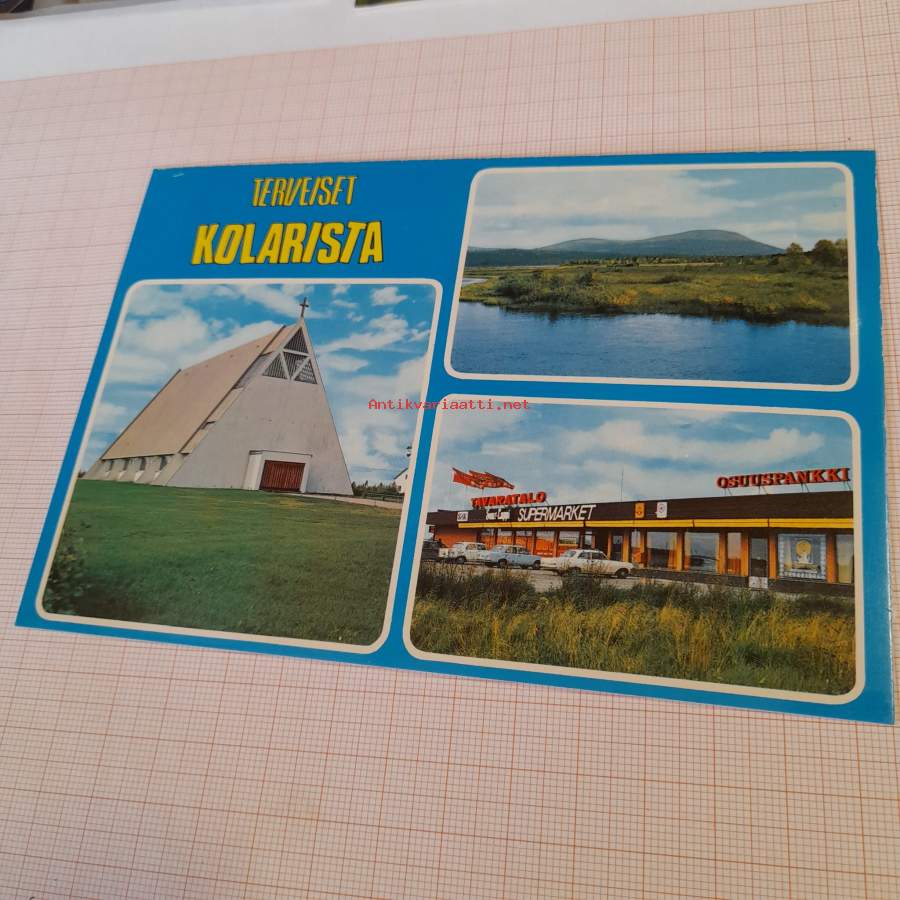 TERVEISET
KOLARISTA
Antikvariaatti.net
OSUUSPANKKI
TAVARATALO
SUPERMARKET